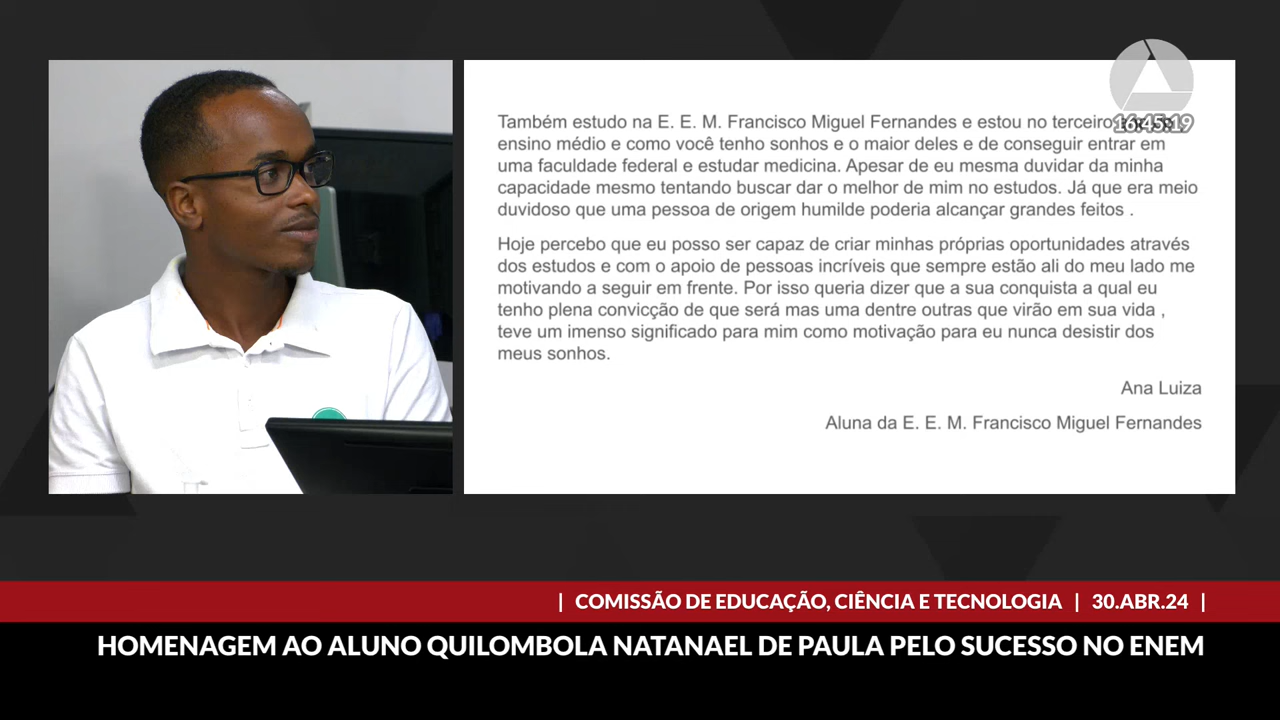 Também estudo na E. E. M. Francisco Miguel Fernandes e estou no terceiro
16:45:19
ensino médio e como você tenho sonhos e o maior deles e de conseguir entrar em
uma faculdade federal e estudar medicina. Apesar de eu mesma duvidar da minha
capacidade mesmo tentando buscar dar o melhor de mim no estudos. Já que era meio
duvidoso que uma pessoa de origem humilde poderia alcançar grandes feitos .
Hoje percebo que eu posso ser capaz de criar minhas próprias oportunidades através
dos estudos e com o apoio de pessoas incríveis que sempre estão ali do meu lado me
motivando a seguir em frente. Por isso queria dizer que a sua conquista a qual eu
tenho plena convicção de que será mas uma dentre outras que virão em sua vida ,
teve um imenso significado para mim como motivação para eu nunca desistir dos
meus sonhos.
Ana Luiza
Aluna da E. E. M. Francisco Miguel Fernandes
| COMISSÃO DE EDUCAÇÃO, CIÊNCIA E TECNOLOGIA | 30.ABR.24 |
HOMENAGEM AO ALUNO QUILOMBOLA NATANAEL DE PAULA PELO SUCESSO NO ENEM